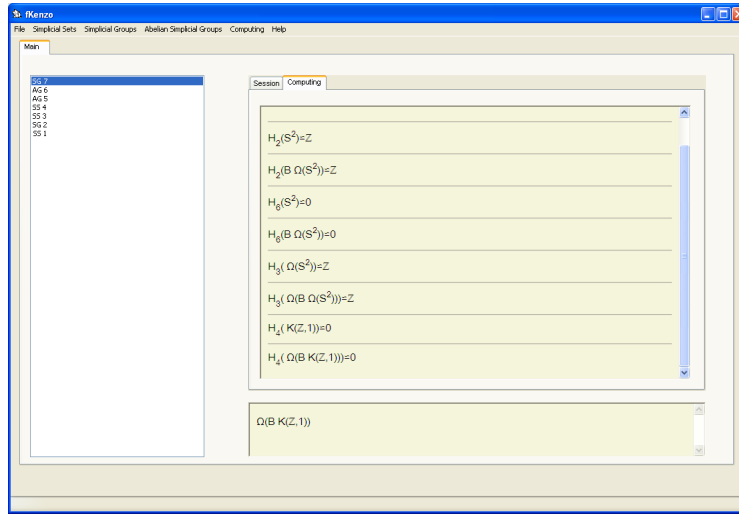 fKenzo
File Simplicial Sets Simplicial Groups Abelian Simplicial Groups Computing Help
Main
SG 7
AG 6
AG 5
SS 4
SS 3
SG 2
SS 1
Session Computing
H₂(S²)=Z
H₂(B Ω(S²))=Z
H₆(S²)=0
H₆(B Ω(S²))=0
H₃( Ω(S²))=Z
H₃( Ω(B Ω(S²)))=Z
H₄( K(Z,1))=0
H₄( Ω(B K(Z,1)))=0
Ω(B K(Z,1))